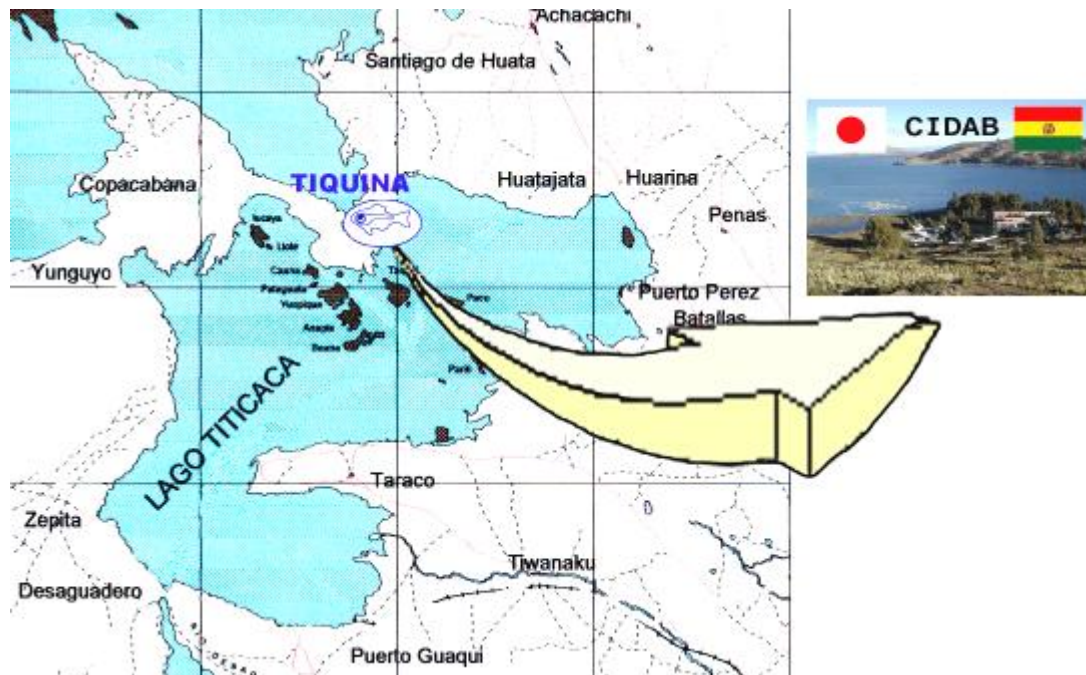 Achacachi
Santiago de Huata
CIDAB
TIQUINA
Copacabana
Huatajata
Huarina
Penas
Yunguyo
Puerto Perez
Batallas
LAGO TITICACA
Taraco
Zepita
Tiwanaku
Desaguadero
Puerto Guaqui